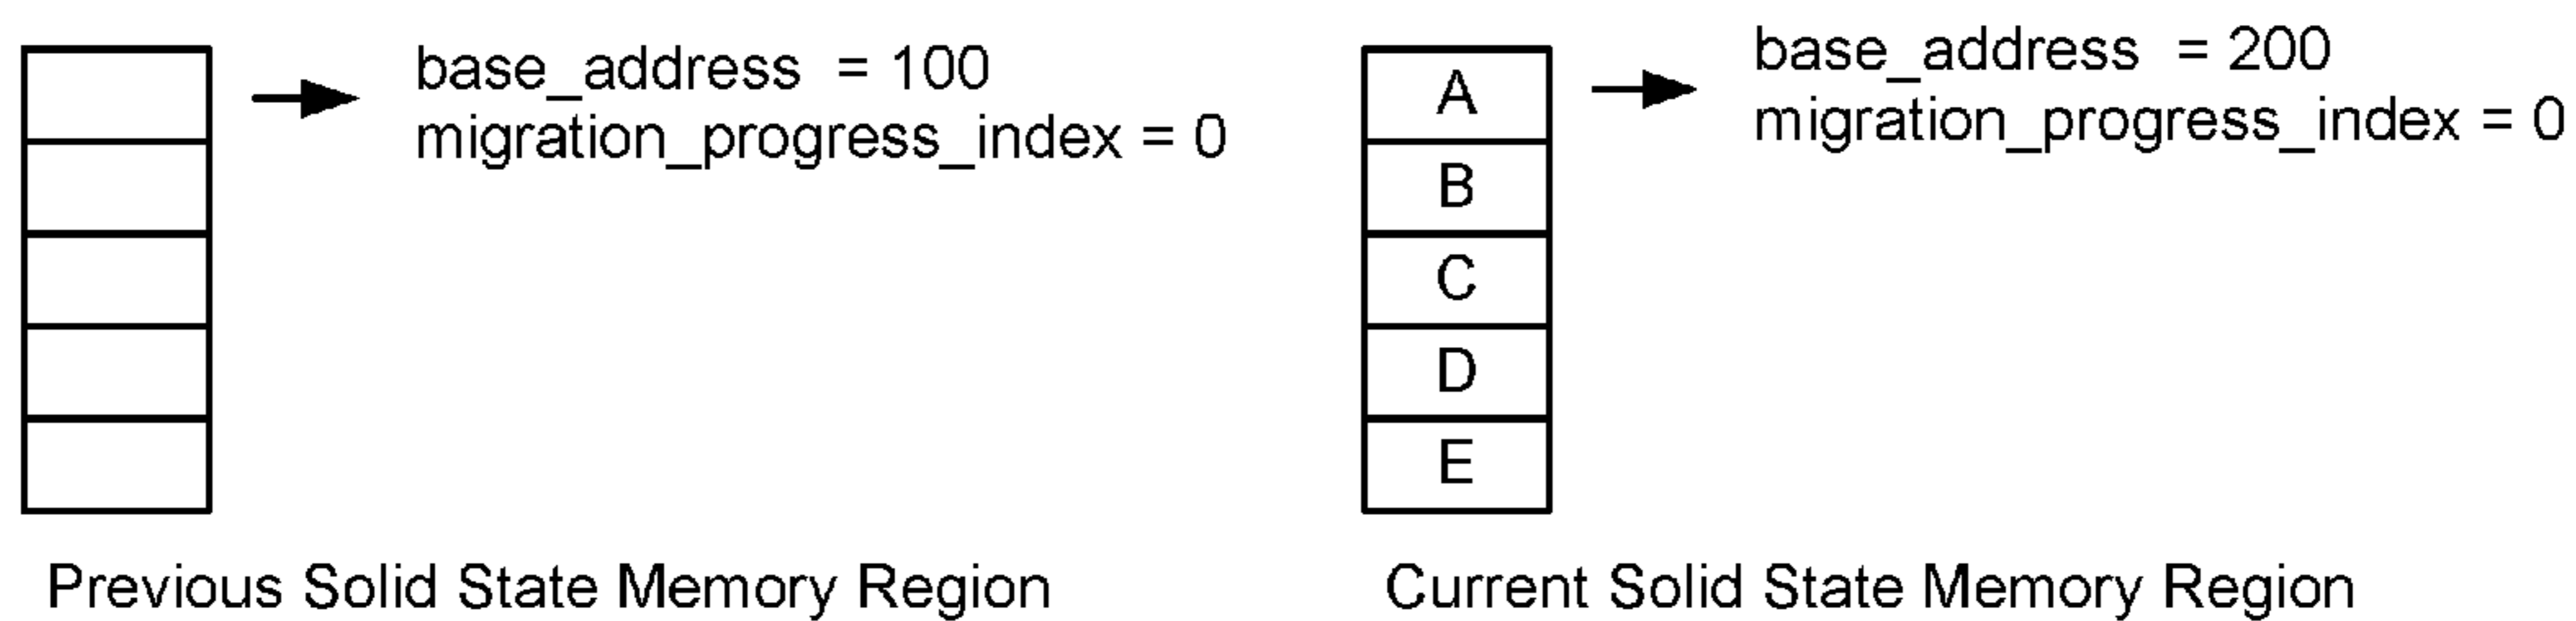 base_address = 100
migration_progress_index = 0
Previous Solid State Memory Region
A
B
C
D
E
base_address = 200
migration_progress_index = 0
Current Solid State Memory Region